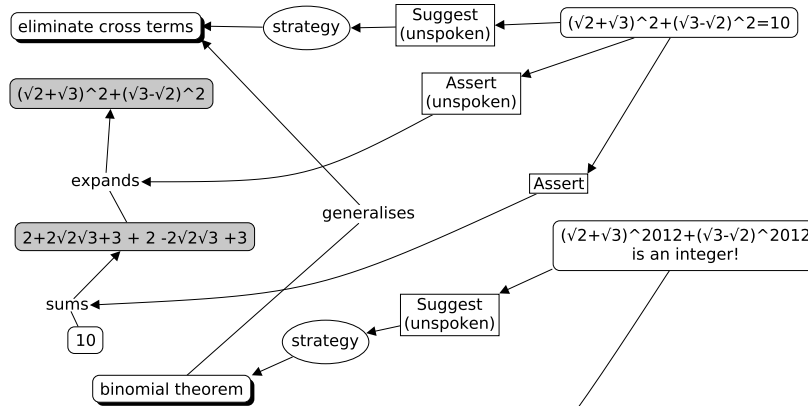 eliminate cross terms
strategy
Suggest
(unspoken)
(√2+√3)^2+(√3-√2)^2=10
(√2+√3)^2+(√3-√2)^2
Assert
(unspoken)
expands
Assert
generalises
2+2√2√3+3 + 2 -2√2√3 +3
(√2+√3)^2012+(√3-√2)^2012
is an integer!
sums
Suggest
(unspoken)
10
strategy
binomial theorem